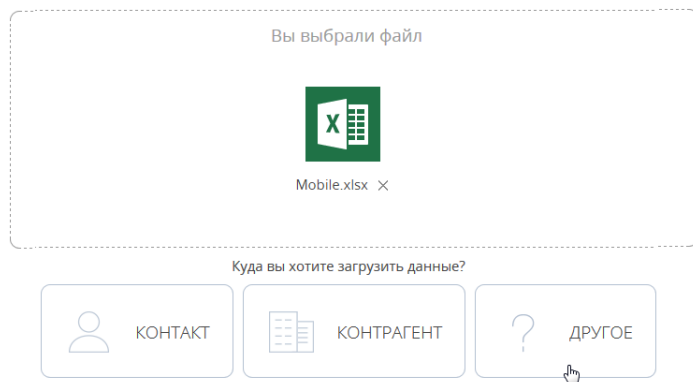 Вы выбрали файл
X
Mobile.xlsx
Куда вы хотите загрузить данные?
КОНТАКТ
КОНТРАГЕНТ
?
ДРУГОЕ